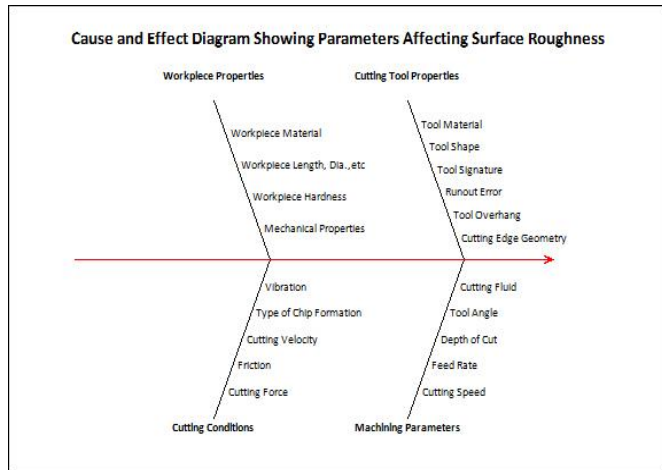 Cause and Effect Diagram Showing Parameters Affecting Surface Roughness
Workpiece Properties
Cutting Tool Properties
Workpiece Material
Workpiece Length, Dia.,etc
Workpiece Hardness
Mechanical Properties
Tool Material
Tool Shape
Tool Signature
Runout Error
Tool Overhang
Cutting Edge Geometry
Vibration
Type of Chip Formation
Cutting Velocity
Friction
Cutting Force
Cutting Fluid
Tool Angle
Depth of Cut
Feed Rate
Cutting Speed
Cutting Conditions
Machining Parameters